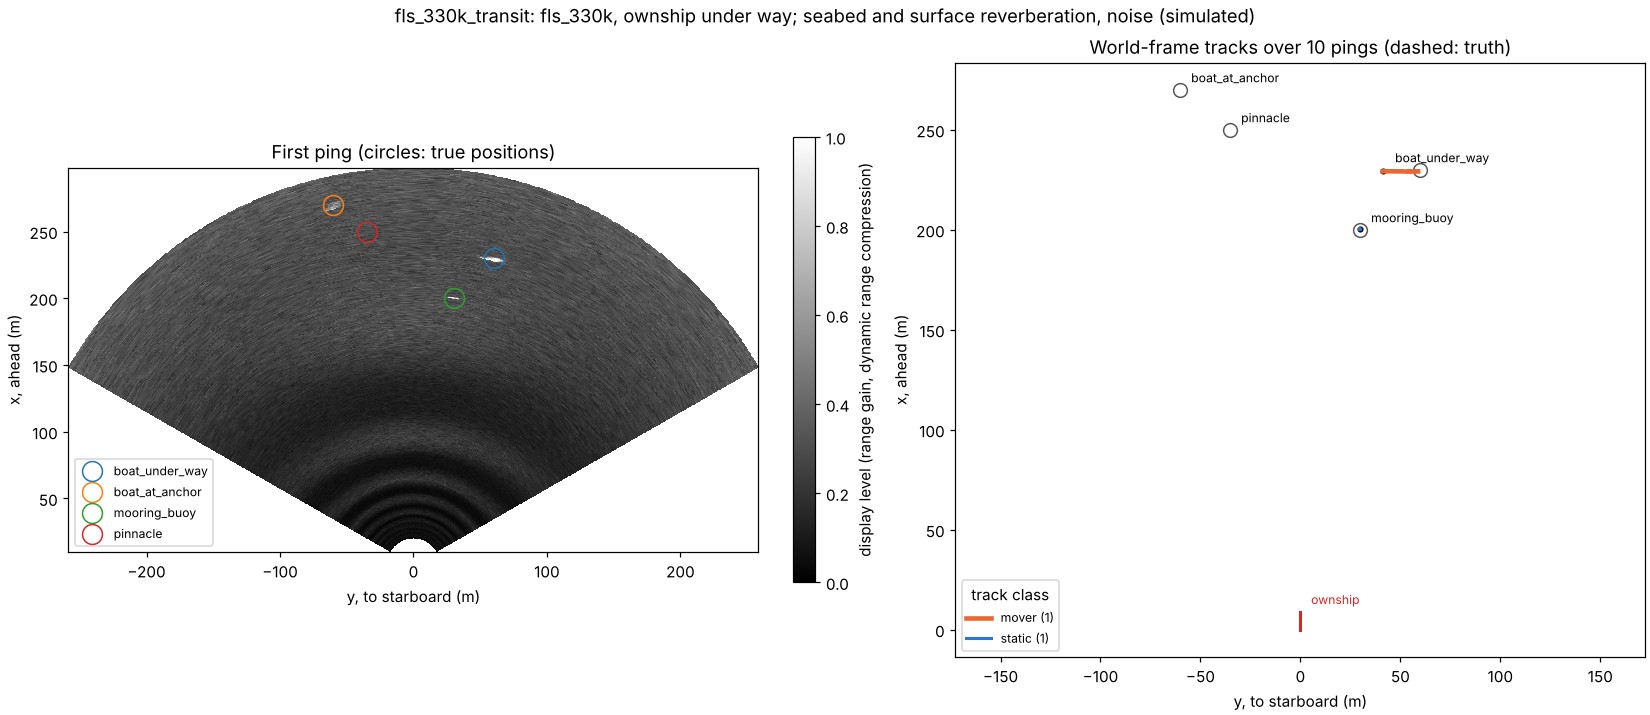 fls_330k_transit: fls_330k, ownship under way; seabed and surface reverberation, noise (simulated)
First ping (circles: true positions)
250
200
150
100
50
−200
−100
0
100
200
x, ahead (m)
y, to starboard (m)
boat_under_way
boat_at_anchor
mooring_buoy
pinnacle
1.0
0.8
0.6
0.4
0.2
0.0
display level (range gain, dynamic range compression)
World-frame tracks over 10 pings (dashed: truth)
boat_at_anchor
pinnacle
boat_under_way
mooring_buoy
ownship
250
200
150
100
50
0
−150
−100
−50
0
50
100
150
x, ahead (m)
y, to starboard (m)
track class
mover (1)
static (1)